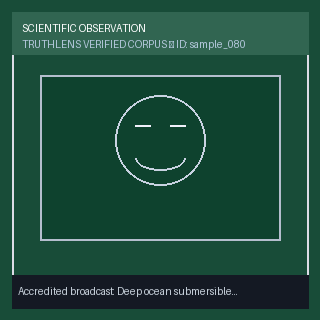 SCIENTIFIC OBSERVATION
TRUTHLENS VERIFIED CORPUS ID: sample_080
Accredited broadcast: Deep ocean submersible...